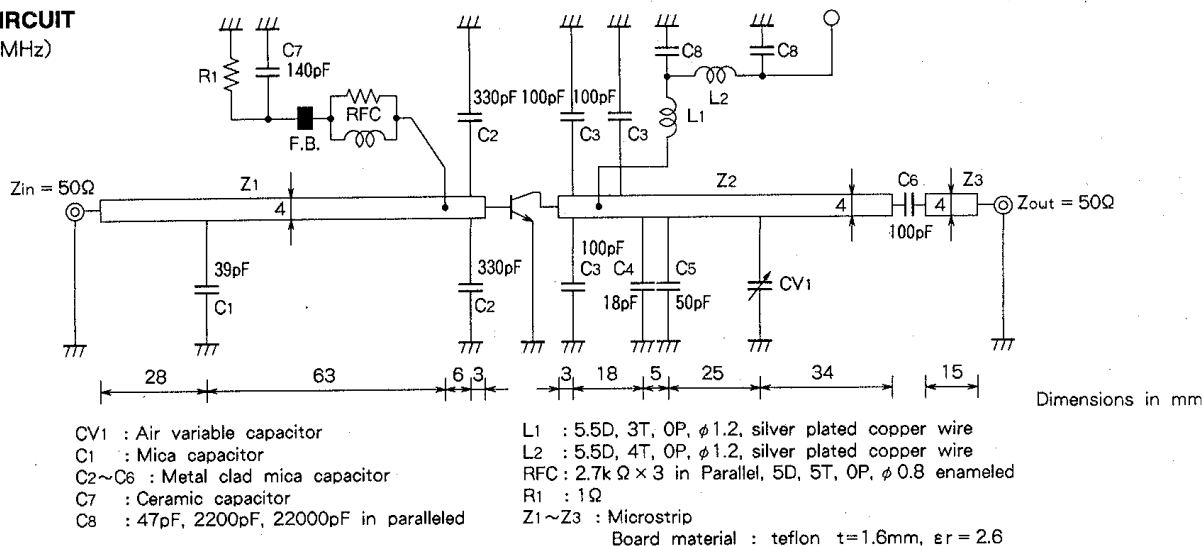 IRCUIT
MHz)
C7
140pF
R1
RFC
F.B.
330pF
C2
100pF
C3
100pF
C3
C8
C8
L2
L1
Zin = 50Ω
Z1
4
Z2
4
C6
100pF
Z3
4
Zout = 50Ω
39pF
C1
330pF
C2
100pF
C3
C4
18pF
C5
50pF
CV1
28
63
6
3
3
18
5
25
34
15
Dimensions in mm
CV1 : Air variable capacitor
C1 : Mica capacitor
C2~C6 : Metal clad mica capacitor
C7 : Ceramic capacitor
C8 : 47pF, 2200pF, 22000pF in paralleled
L1 : 5.5D, 3T, 0P, φ1.2, silver plated copper wire
L2 : 5.5D, 4T, 0P, φ1.2, silver plated copper wire
RFC : 2.7k Ω × 3 in Parallel, 5D, 5T, 0P, φ0.8 enameled
R1 : 1Ω
Z1~Z3 : Microstrip
Board material : teflon t=1.6mm, εr = 2.6